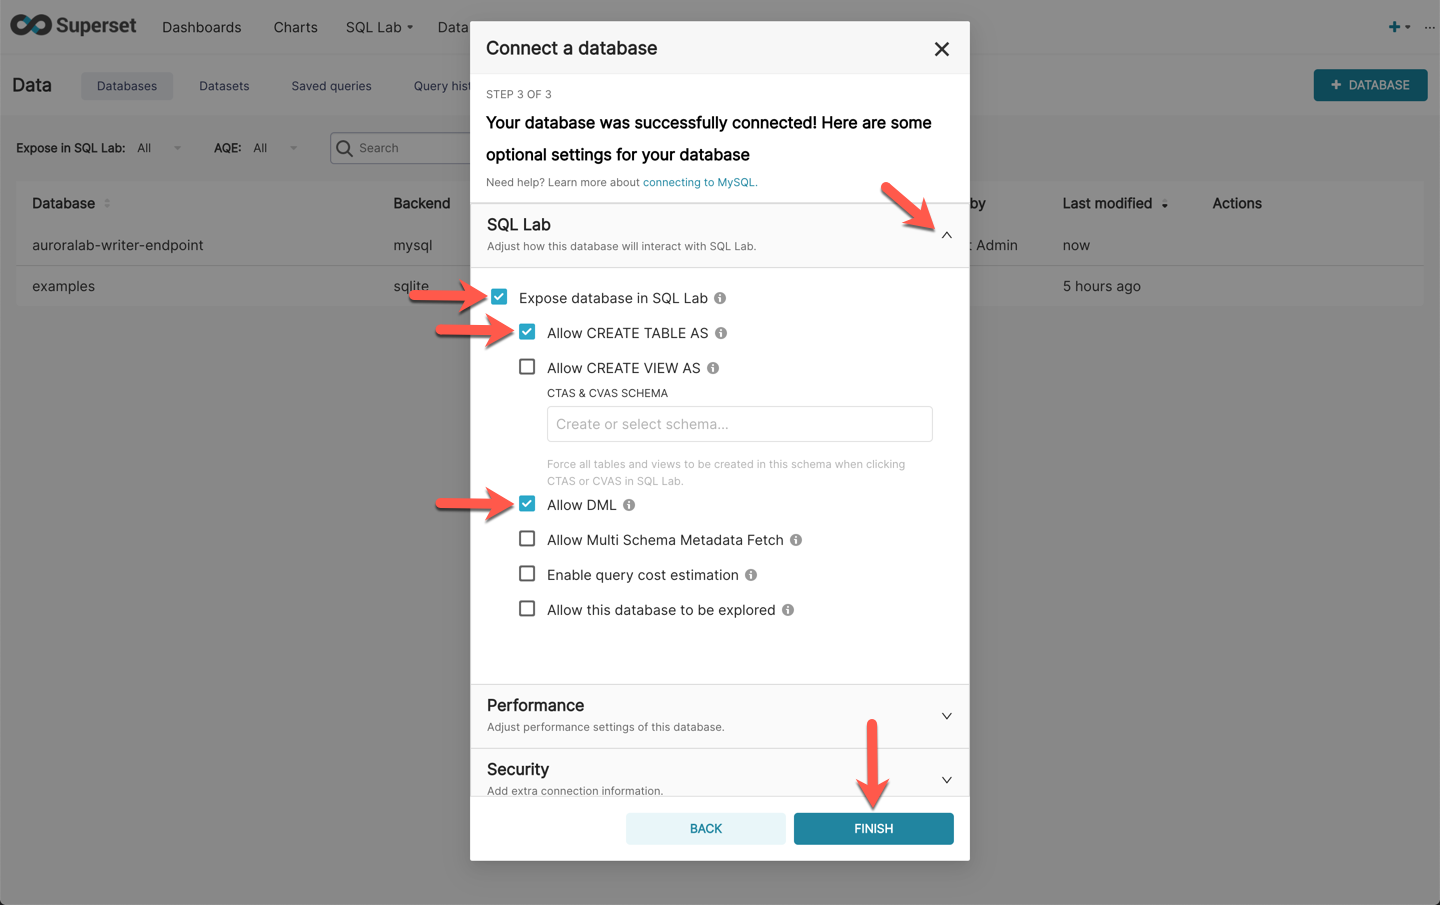 Superset
Dashboards
Charts
SQL Lab
Data
Data
Databases
Datasets
Saved queries
Query hist
+ DATABASE
Expose in SQL Lab: All
AQE: All
Search
Database
Backend
by
Last modified
Actions
auroralab-writer-endpoint
mysql
Admin
now
examples
sqlite
5 hours ago
Connect a database
STEP 3 OF 3
Your database was successfully connected! Here are some
optional settings for your database
Need help? Learn more about connecting to MySQL.
SQL Lab
Adjust how this database will interact with SQL Lab.
Expose database in SQL Lab
Allow CREATE TABLE AS
Allow CREATE VIEW AS
CTAS & CVAS SCHEMA
Create or select schema...
Force all tables and views to be created in this schema when clicking
CTAS or CVAS in SQL Lab.
Allow DML
Allow Multi Schema Metadata Fetch
Enable query cost estimation
Allow this database to be explored
Performance
Adjust performance settings of this database.
Security
Add extra connection information.
BACK
FINISH